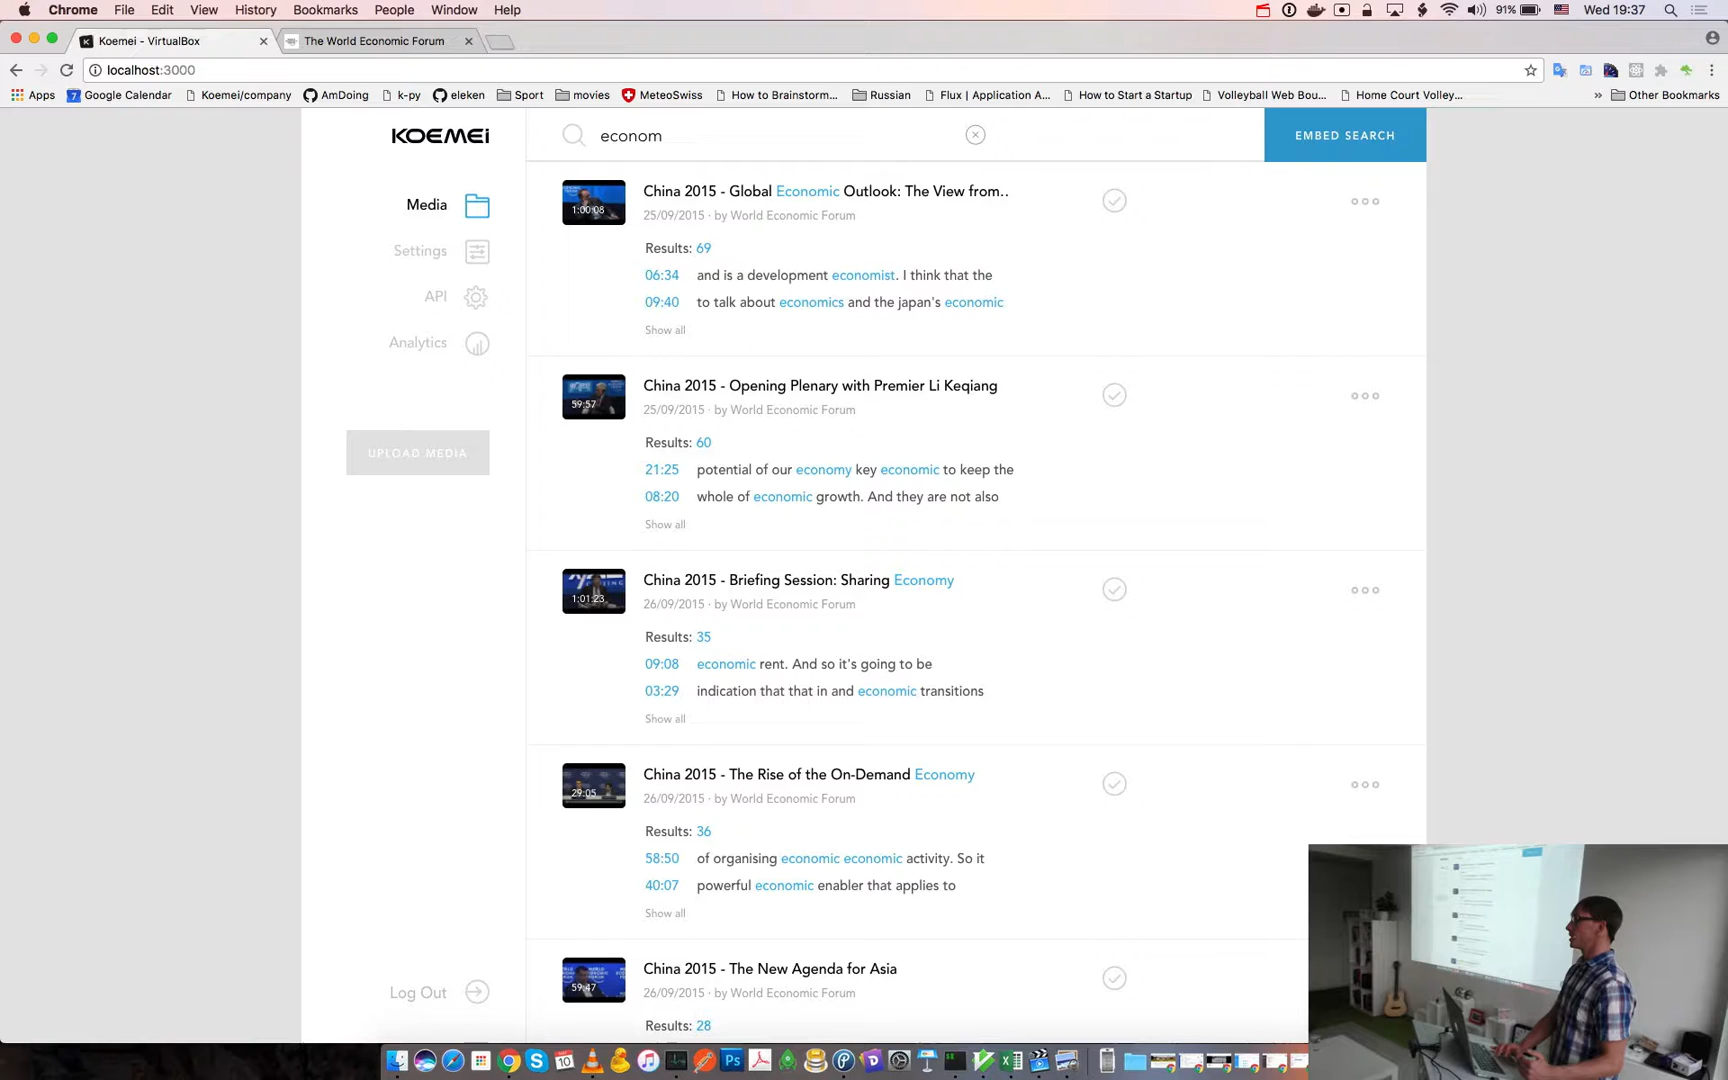 Chrome File Edit View History Bookmarks People Window Help 91% Wed 19:37
Koemei - VirtualBox The World Economic Forum
localhost:3000
Apps 7 Google Calendar Koemei/company AmDoing k-py eleken Sport movies MeteoSwiss How to Brainstorm... Russian Flux | Application A... How to Start a Startup Volleyball Web Bou... Home Court Volley... » Other Bookmarks
KOEMEI
econom
EMBED SEARCH
Media
Settings
API
Analytics
UPLOAD MEDIA
Log Out
China 2015 - Global Economic Outlook: The View from..
1:00:08
25/09/2015 · by World Economic Forum
Results: 69
06:34 and is a development economist. I think that the
09:40 to talk about economics and the japan's economic
Show all
China 2015 - Opening Plenary with Premier Li Keqiang
59:57
25/09/2015 · by World Economic Forum
Results: 60
21:25 potential of our economy key economic to keep the
08:20 whole of economic growth. And they are not also
Show all
China 2015 - Briefing Session: Sharing Economy
1:01:23
26/09/2015 · by World Economic Forum
Results: 35
09:08 economic rent. And so it's going to be
03:29 indication that that in and economic transitions
Show all
China 2015 - The Rise of the On-Demand Economy
29:05
26/09/2015 · by World Economic Forum
Results: 36
58:50 of organising economic economic activity. So it
40:07 powerful economic enabler that applies to
Show all
China 2015 - The New Agenda for Asia
59:47
26/09/2015 · by World Economic Forum
Results: 28